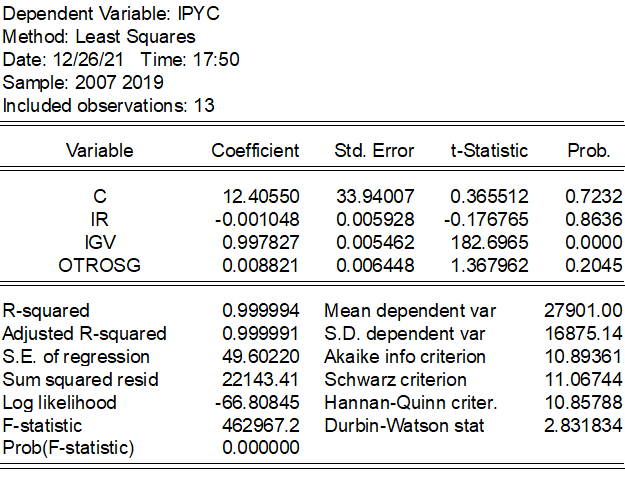 Dependent Variable: IPYC
Method: Least Squares
Date: 12/26/21 Time: 17:50
Sample: 2007 2019
Included observations: 13
Variable Coefficient Std. Error t-Statistic Prob.
C 12.40550 33.94007 0.365512 0.7232
IR -0.001048 0.005928 -0.176765 0.8636
IGV 0.997827 0.005462 182.6965 0.0000
OTROSG 0.008821 0.006448 1.367962 0.2045
R-squared 0.999994 Mean dependent var 27901.00
Adjusted R-squared 0.999991 S.D. dependent var 16875.14
S.E. of regression 49.60220 Akaike info criterion 10.89361
Sum squared resid 22143.41 Schwarz criterion 11.06744
Log likelihood -66.80845 Hannan-Quinn criter. 10.85788
F-statistic 462967.2 Durbin-Watson stat 2.831834
Prob(F-statistic) 0.000000